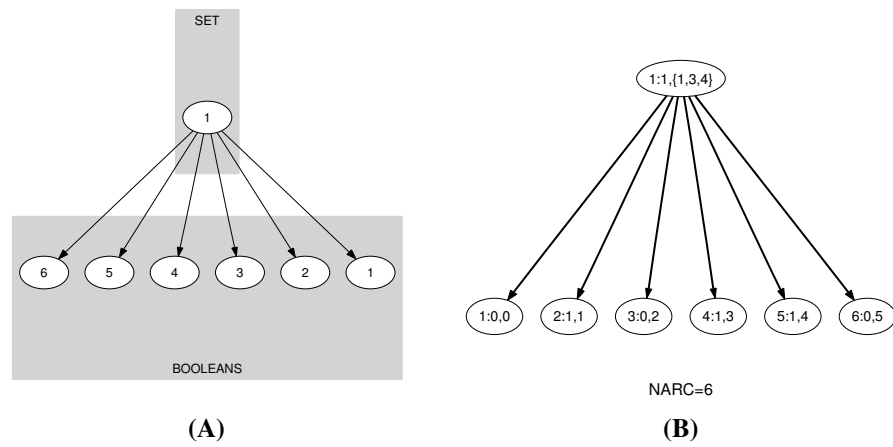 SET
1
6 5 4 3 2 1
BOOLEANS
(A)
1:1,{1,3,4}
1:0,0 2:1,1 3:0,2 4:1,3 5:1,4 6:0,5
NARC=6
(B)